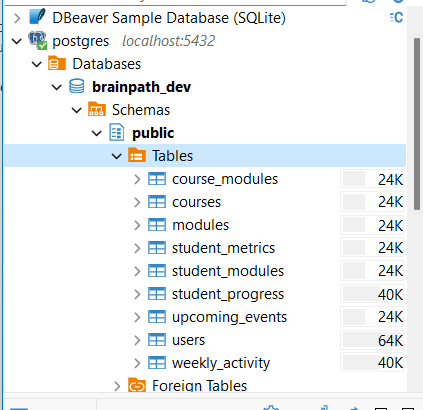 DBeaver Sample Database (SQLite)
postgres localhost:5432
Databases
brainpath_dev
Schemas
public
Tables
course_modules 24K
courses 24K
modules 24K
student_metrics 24K
student_modules 24K
student_progress 40K
upcoming_events 24K
users 64K
weekly_activity 40K
Foreign Tables